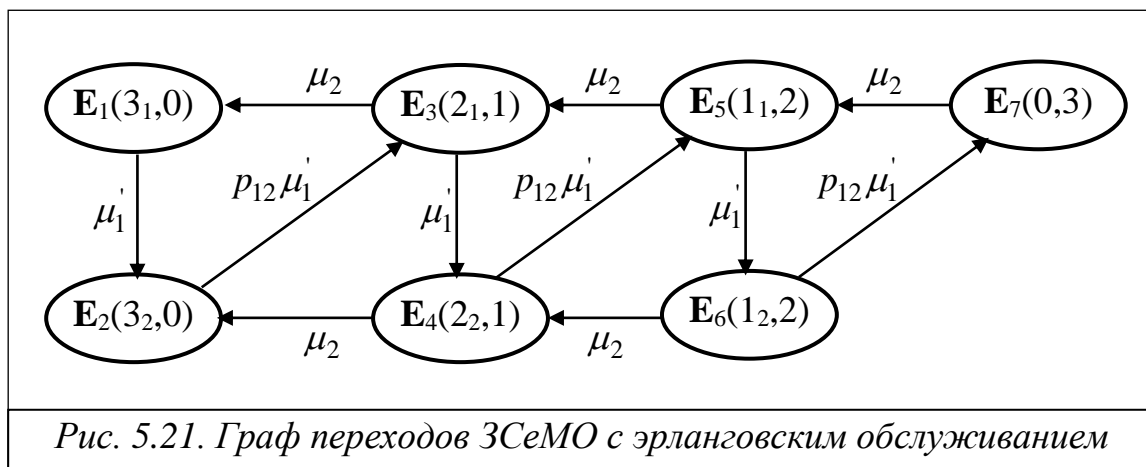 μ₂ μ₂ μ₂
E₁(3₁,0) E₃(2₁,1) E₅(1₁,2) E₇(0,3)
μ₁' p₁₂μ₁' μ₁' p₁₂μ₁' μ₁' p₁₂μ₁'
E₂(3₂,0) E₄(2₂,1) E₆(1₂,2)
μ₂ μ₂
Рис. 5.21. Граф переходов ЗСеМО с эрланговским обслуживанием